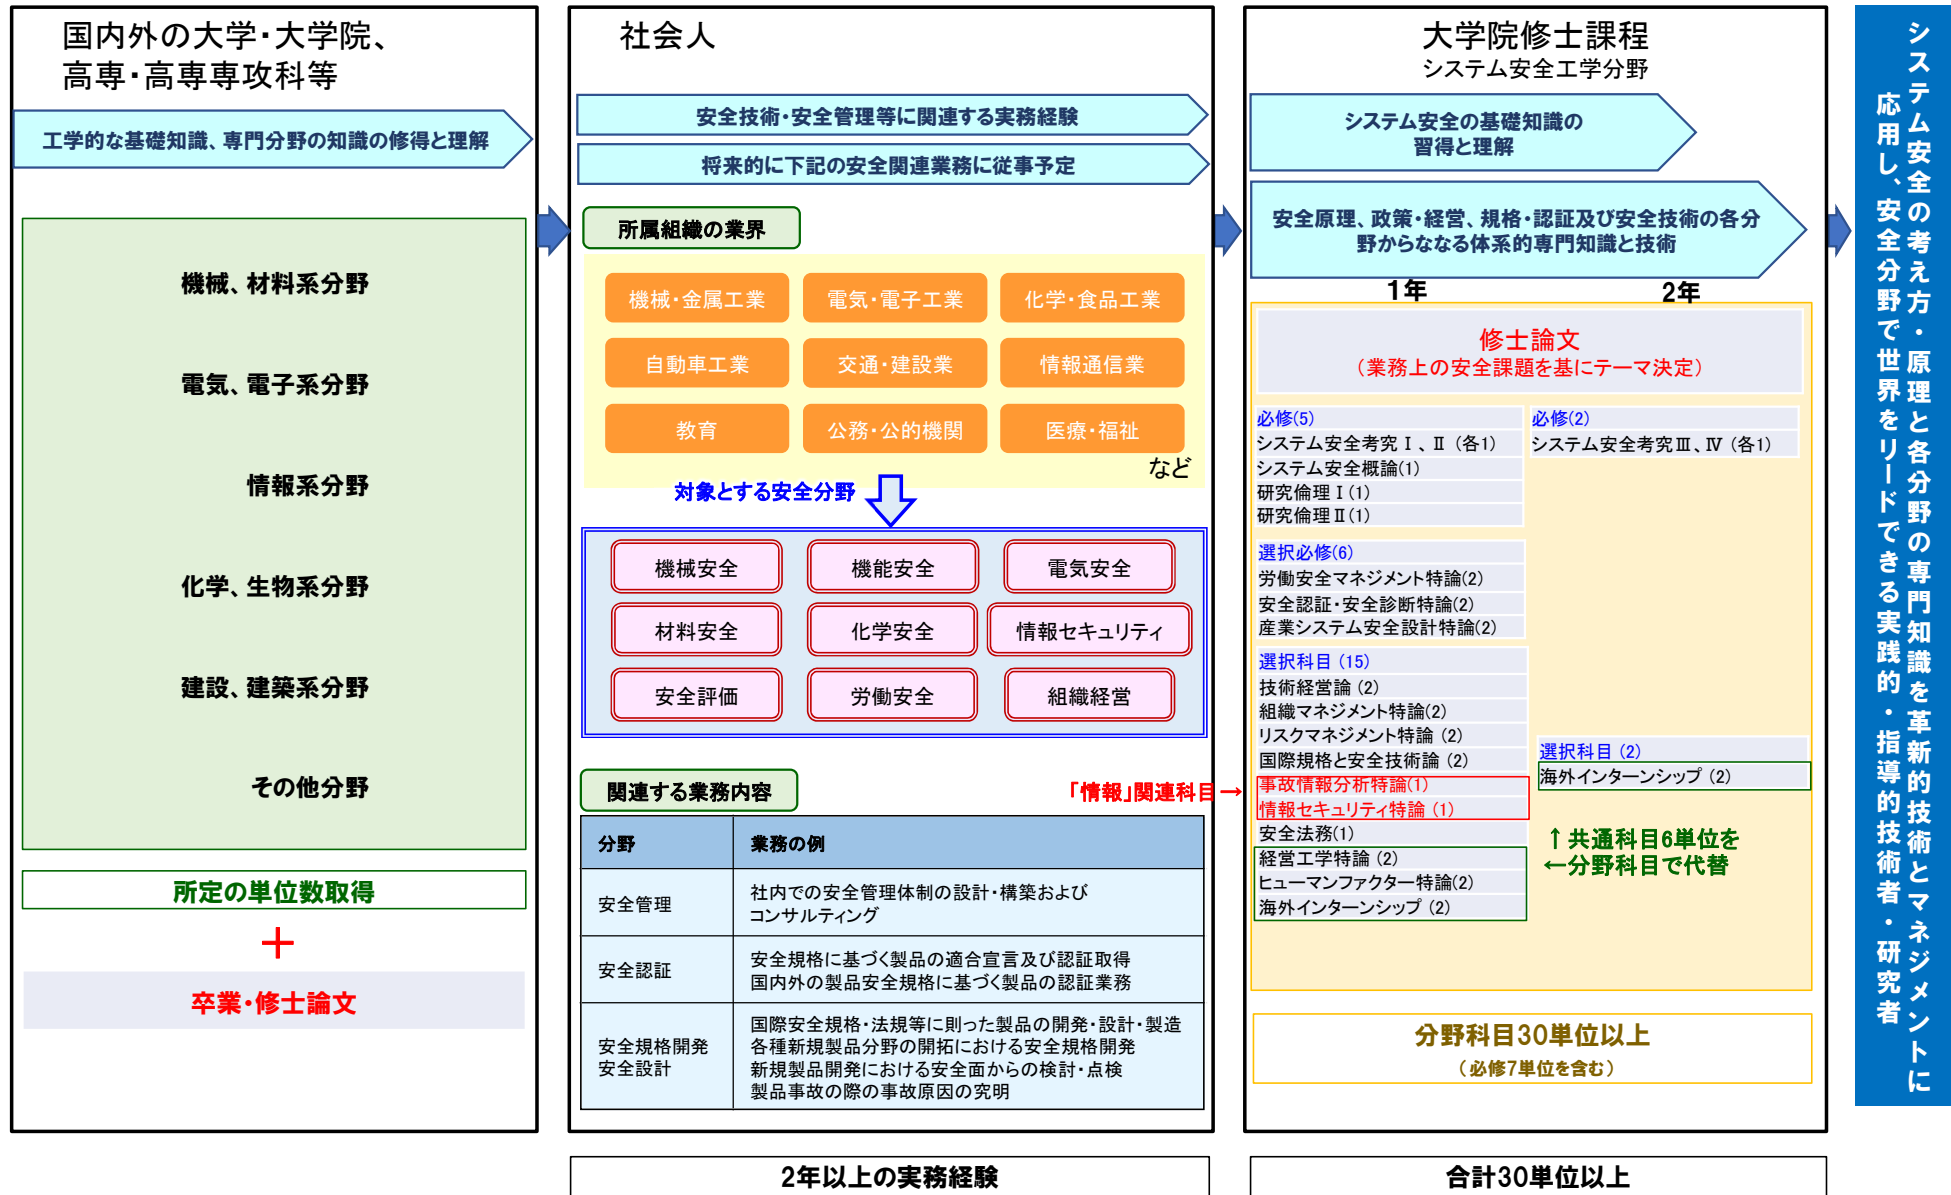 国内外の大学・大学院、
高専・高専専攻科等
工学的な基礎知識、専門分野の知識の修得と理解
機械、材料系分野
電気、電子系分野
情報系分野
化学、生物系分野
建設、建築系分野
その他分野
所定の単位数取得
＋
卒業・修士論文
社会人
安全技術・安全管理等に関連する実務経験
将来的に下記の安全関連業務に従事予定
所属組織の業界
機械・金属工業
電気・電子工業
化学・食品工業
自動車工業
交通・建設業
情報通信業
教育
公務・公的機関
医療・福祉
など
対象とする安全分野
機械安全
機能安全
電気安全
材料安全
化学安全
情報セキュリティ
安全評価
労働安全
組織経営
関連する業務内容
「情報」関連科目→
分野
業務の例
安全管理
社内での安全管理体制の設計・構築および
コンサルティング
安全認証
安全規格に基づく製品の適合宣言及び認証取得
国内外の製品安全規格に基づく製品の認証業務
安全規格開発
安全設計
国際安全規格・法規等に則った製品の開発・設計・製造
各種新規製品分野の開拓における安全規格開発
新規製品開発における安全面からの検討・点検
製品事故の際の事故原因の究明
2年以上の実務経験
大学院修士課程
システム安全工学分野
システム安全の基礎知識の
習得と理解
安全原理、政策・経営、規格・認証及び安全技術の各分
野からななる体系的専門知識と技術
1年
2年
修士論文
（業務上の安全課題を基にテーマ決定）
必修(5)
システム安全考究Ⅰ、Ⅱ（各1）
システム安全概論(1)
研究倫理Ⅰ(1)
研究倫理Ⅱ(1)
必修(2)
システム安全考究Ⅲ、Ⅳ（各1）
選択必修(6)
労働安全マネジメント特論(2)
安全認証・安全診断特論(2)
産業システム安全設計特論(2)
選択科目 (15)
技術経営論 (2)
組織マネジメント特論(2)
リスクマネジメント特論 (2)
国際規格と安全技術論 (2)
事故情報分析特論(1)
情報セキュリティ特論 (1)
安全法務(1)
経営工学特論 (2)
ヒューマンファクター特論(2)
海外インターンシップ (2)
選択科目 (2)
海外インターンシップ (2)
↑共通科目6単位を
←分野科目で代替
分野科目30単位以上
（必修7単位を含む）
合計30単位以上
システム安全の考え方・原理と各分野の専門知識を革新的技術とマネジメントに
応用し、安全分野で世界をリードできる実践的・指導的技術者・研究者